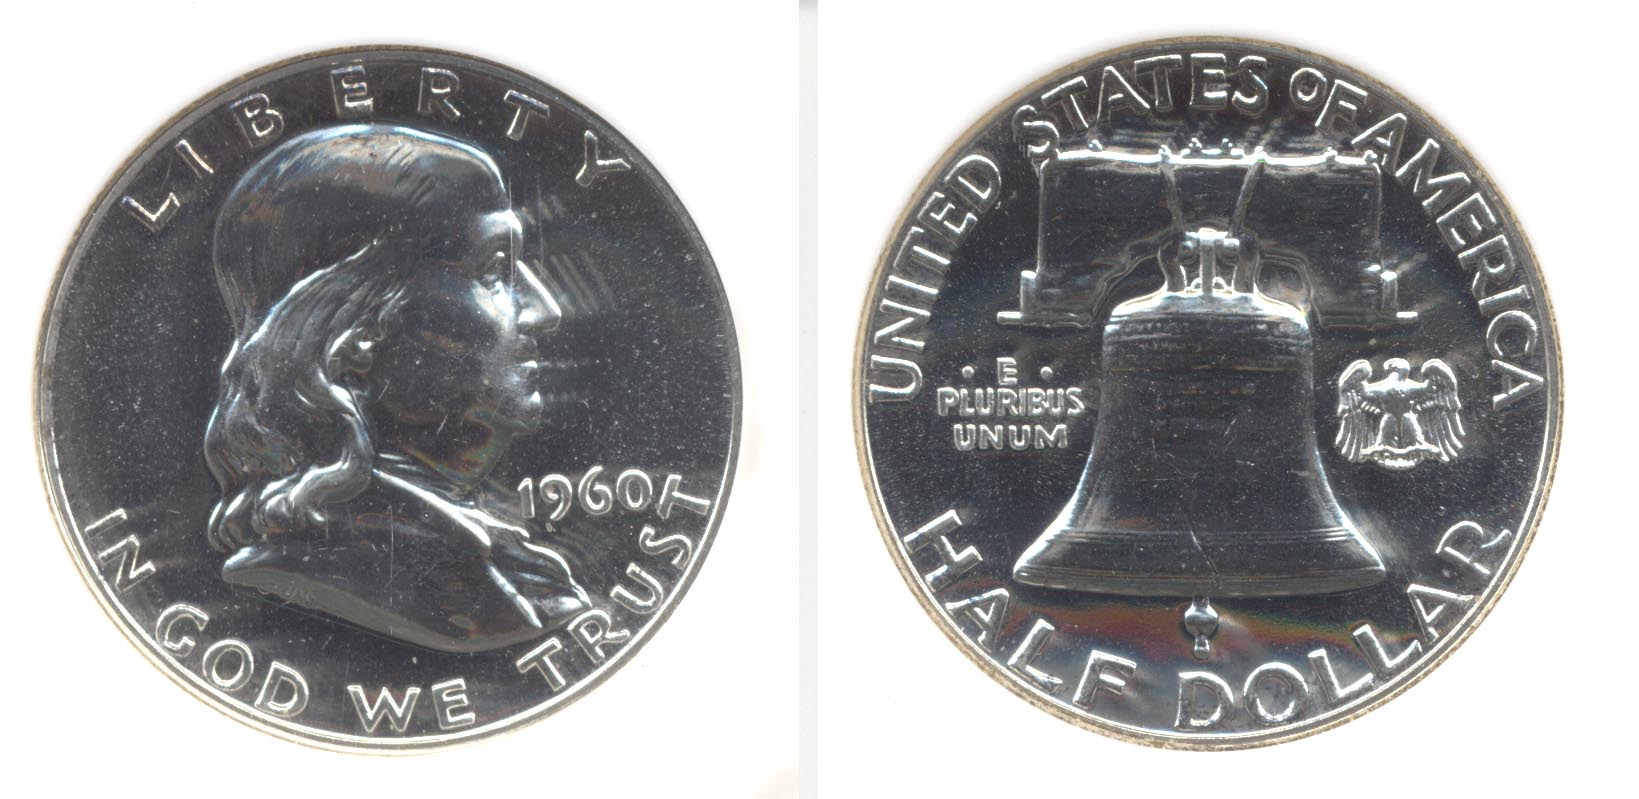 LIBERTY
1960
IN GOD WE TRUST
UNITED STATES OF AMERICA
· E ·
PLURIBUS
UNUM
HALF DOLLAR